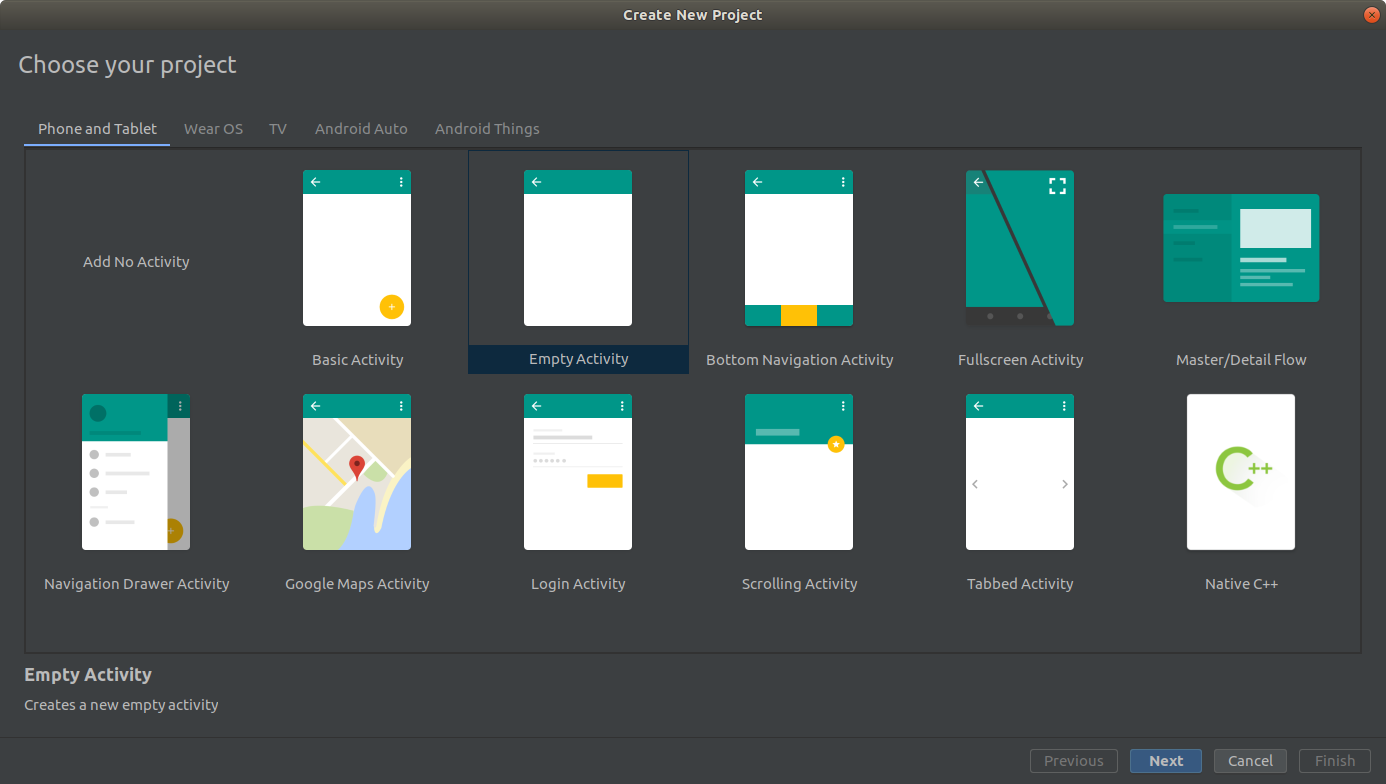 Create New Project
Choose your project
Phone and Tablet Wear OS TV Android Auto Android Things
Add No Activity
Basic Activity Empty Activity Bottom Navigation Activity Fullscreen Activity Master/Detail Flow
C++
Navigation Drawer Activity Google Maps Activity Login Activity Scrolling Activity Tabbed Activity Native C++
Empty Activity
Creates a new empty activity
Previous Next Cancel Finish